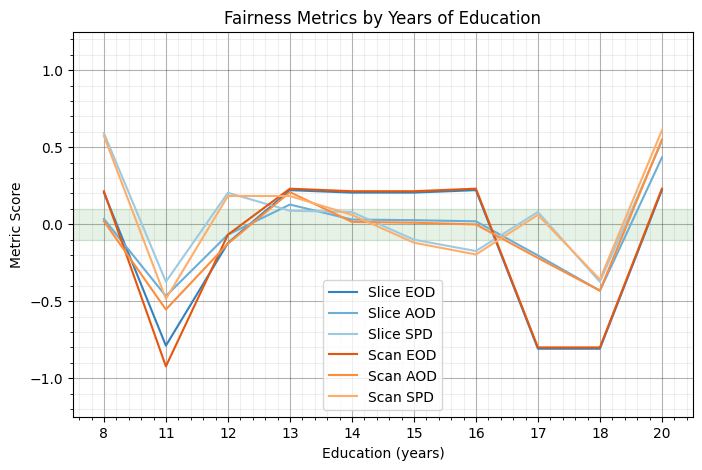 Fairness Metrics by Years of Education
Metric Score
1.0
0.5
0.0
−0.5
−1.0
Slice EOD
Slice AOD
Slice SPD
Scan EOD
Scan AOD
Scan SPD
8 11 12 13 14 15 16 17 18 20
Education (years)